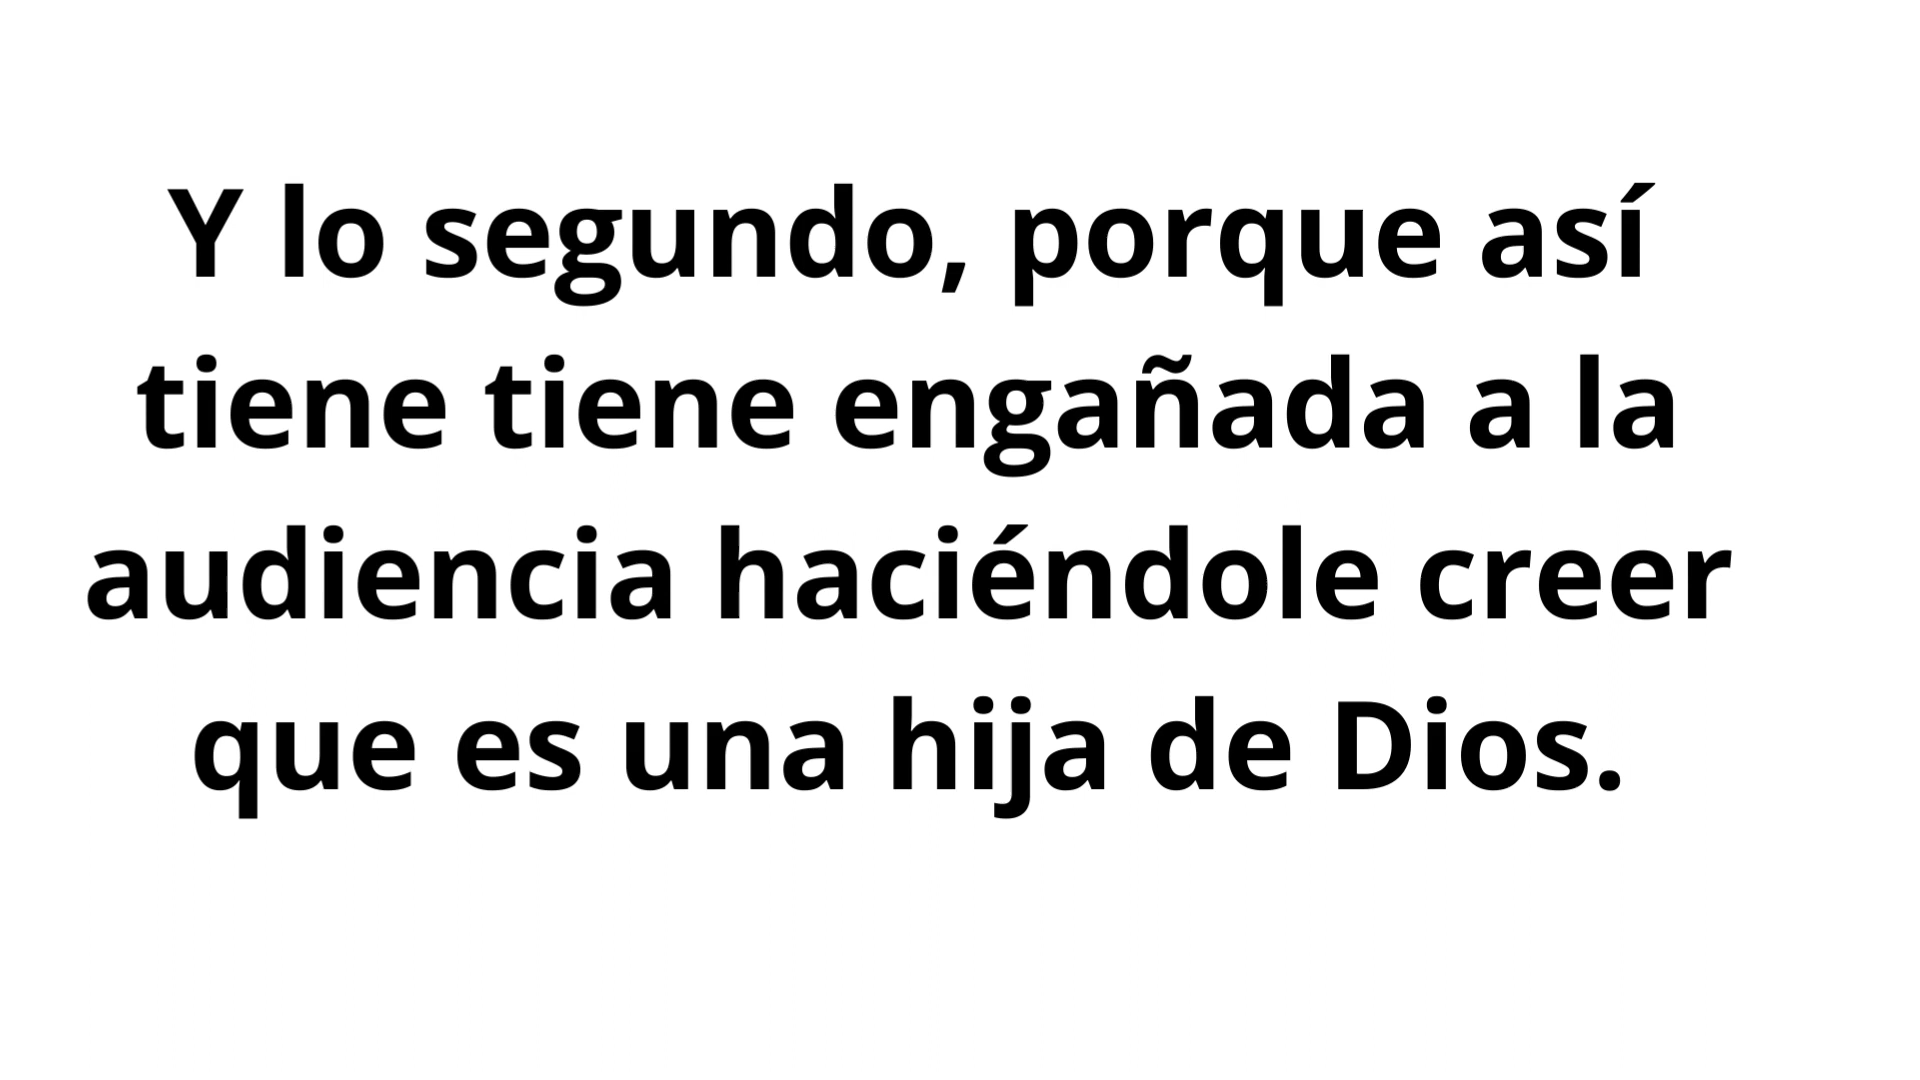 Y lo segundo, porque así
tiene tiene engañada a la
audiencia haciéndole creer
que es una hija de Dios.